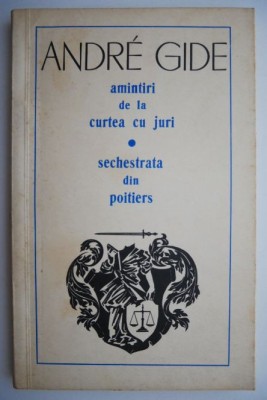 ANDRÉ GIDE
amintiri
de la
curtea cu juri
•
sechestrata
din
poitiers